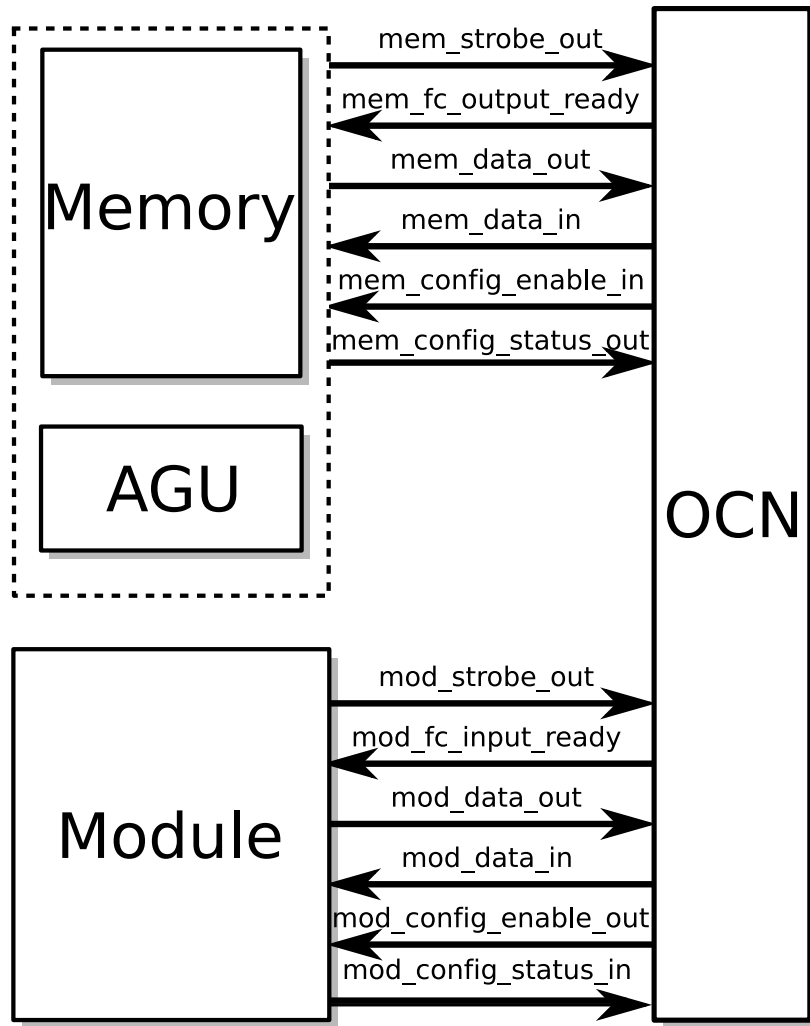 mem_strobe_out
mem_fc_output_ready
mem_data_out
Memory
mem_data_in
mem_config_enable_in
mem_config_status_out
AGU
OCN
mod_strobe_out
mod_fc_input_ready
mod_data_out
Module
mod_data_in
mod_config_enable_out
mod_config_status_in